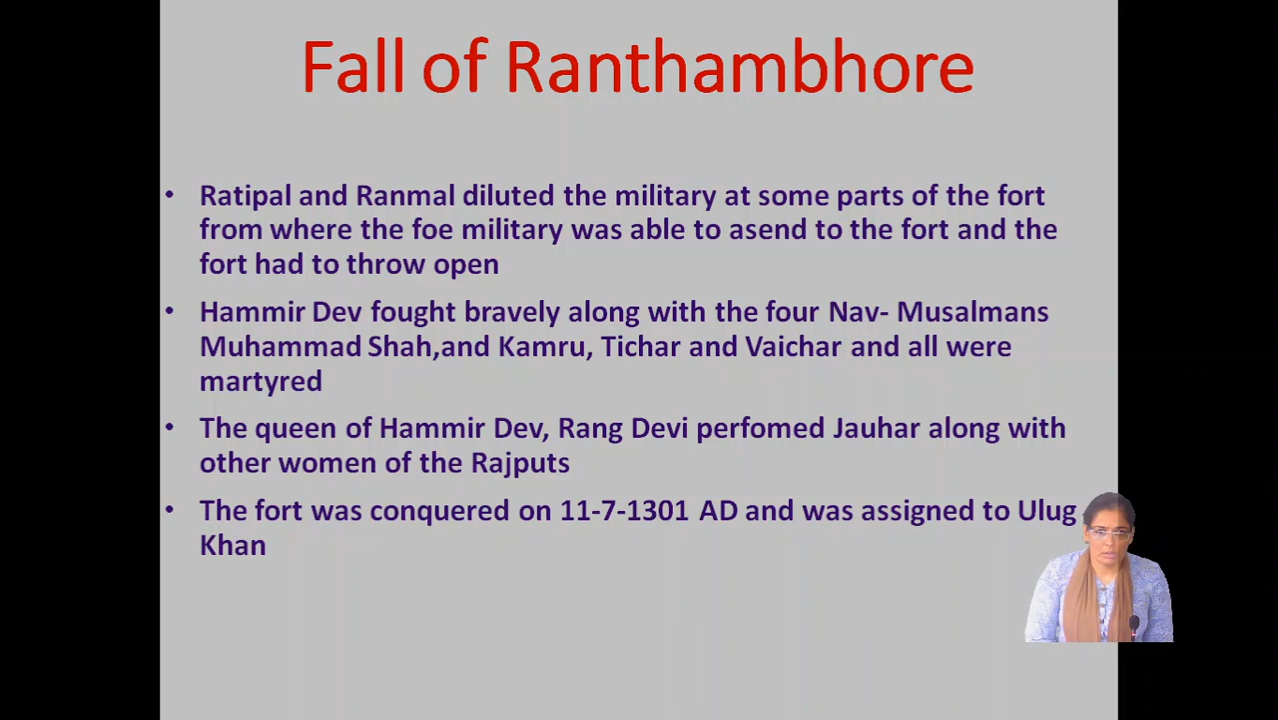 Fall of Ranthambhore
• Ratipal and Ranmal diluted the military at some parts of the fort
from where the foe military was able to asend to the fort and the
fort had to throw open
• Hammir Dev fought bravely along with the four Nav- Musalmans
Muhammad Shah,and Kamru, Tichar and Vaichar and all were
martyred
• The queen of Hammir Dev, Rang Devi perfomed Jauhar along with
other women of the Rajputs
• The fort was conquered on 11-7-1301 AD and was assigned to Ulug
Khan